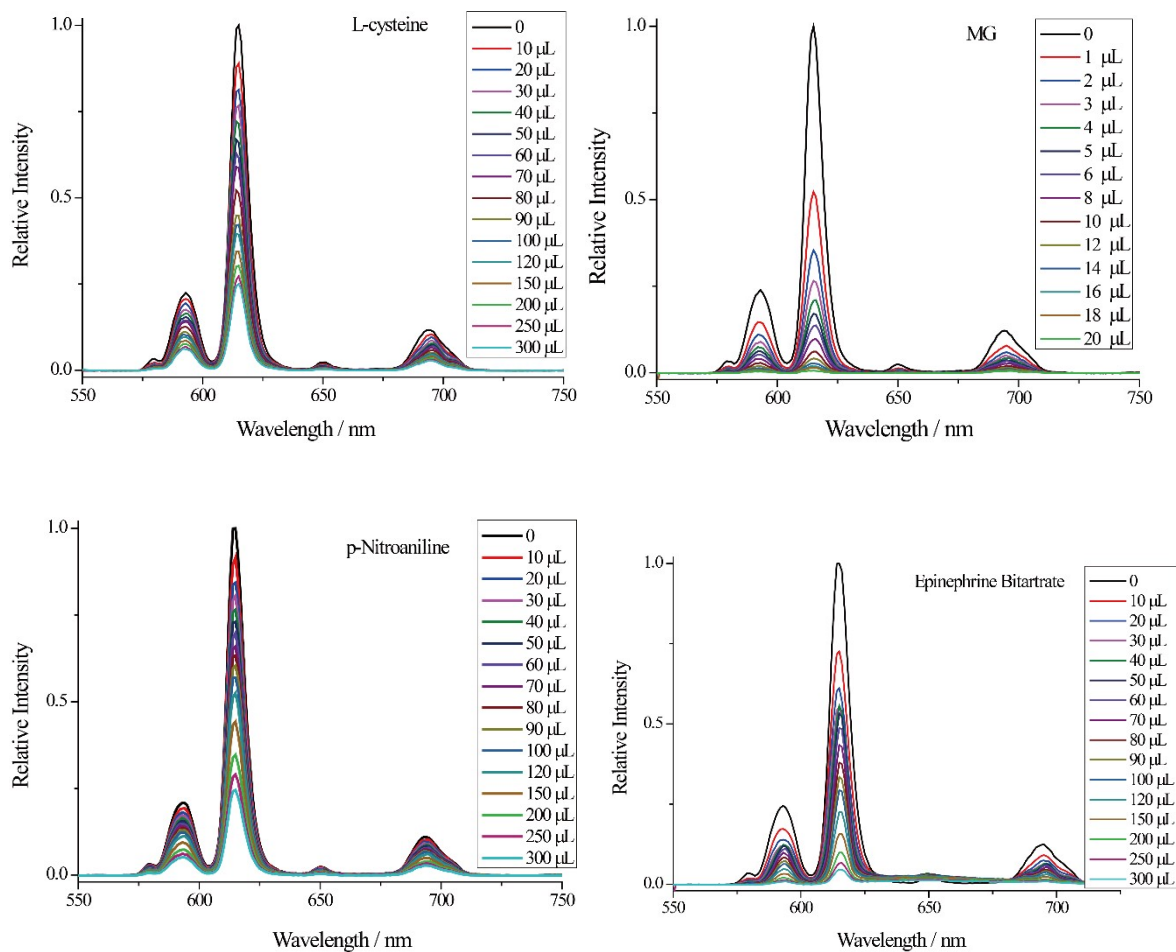 L-cysteine
1.0
0.5
0.0
550
600
650
700
750
Relative Intensity
Wavelength / nm
0
10 μL
20 μL
30 μL
40 μL
50 μL
60 μL
70 μL
80 μL
90 μL
100 μL
120 μL
150 μL
200 μL
250 μL
300 μL
MG
1.0
0.5
0.0
550
600
650
700
750
Relative Intensity
Wavelength / nm
0
1 μL
2 μL
3 μL
4 μL
5 μL
6 μL
8 μL
10 μL
12 μL
14 μL
16 μL
18 μL
20 μL
p-Nitroaniline
1.0
0.5
0.0
550
600
650
700
750
Relative Intensity
Wavelength / nm
0
10 μL
20 μL
30 μL
40 μL
50 μL
60 μL
70 μL
80 μL
90 μL
100 μL
120 μL
150 μL
200 μL
250 μL
300 μL
Epinephrine Bitartrate
1.0
0.5
0.0
550
600
650
700
Relative Intensity
Wavelength / nm
0
10 μL
20 μL
30 μL
40 μL
50 μL
60 μL
70 μL
80 μL
90 μL
100 μL
120 μL
150 μL
200 μL
250 μL
300 μL